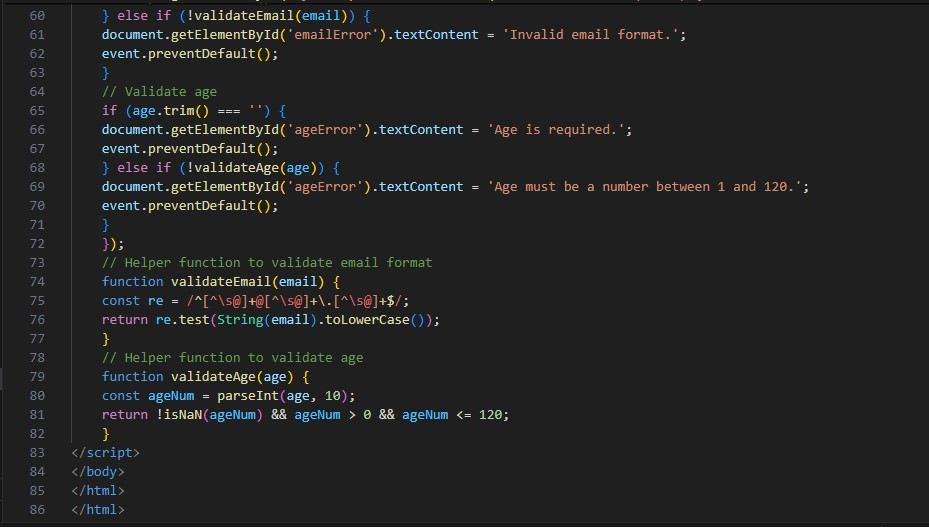 60 } else if (!validateEmail(email)) {
61 document.getElementById('emailError').textContent = 'Invalid email format.';
62 event.preventDefault();
63 }
64 // Validate age
65 if (age.trim() === '') {
66 document.getElementById('ageError').textContent = 'Age is required.';
67 event.preventDefault();
68 } else if (!validateAge(age)) {
69 document.getElementById('ageError').textContent = 'Age must be a number between 1 and 120.';
70 event.preventDefault();
71 }
72 });
73 // Helper function to validate email format
74 function validateEmail(email) {
75 const re = /^[^\s@]+@[^\s@]+\.[^\s@]+$/;
76 return re.test(String(email).toLowerCase());
77 }
78 // Helper function to validate age
79 function validateAge(age) {
80 const ageNum = parseInt(age, 10);
81 return !isNaN(ageNum) && ageNum > 0 && ageNum <= 120;
82 }
83 </script>
84 </body>
85 </html>
86 </html>